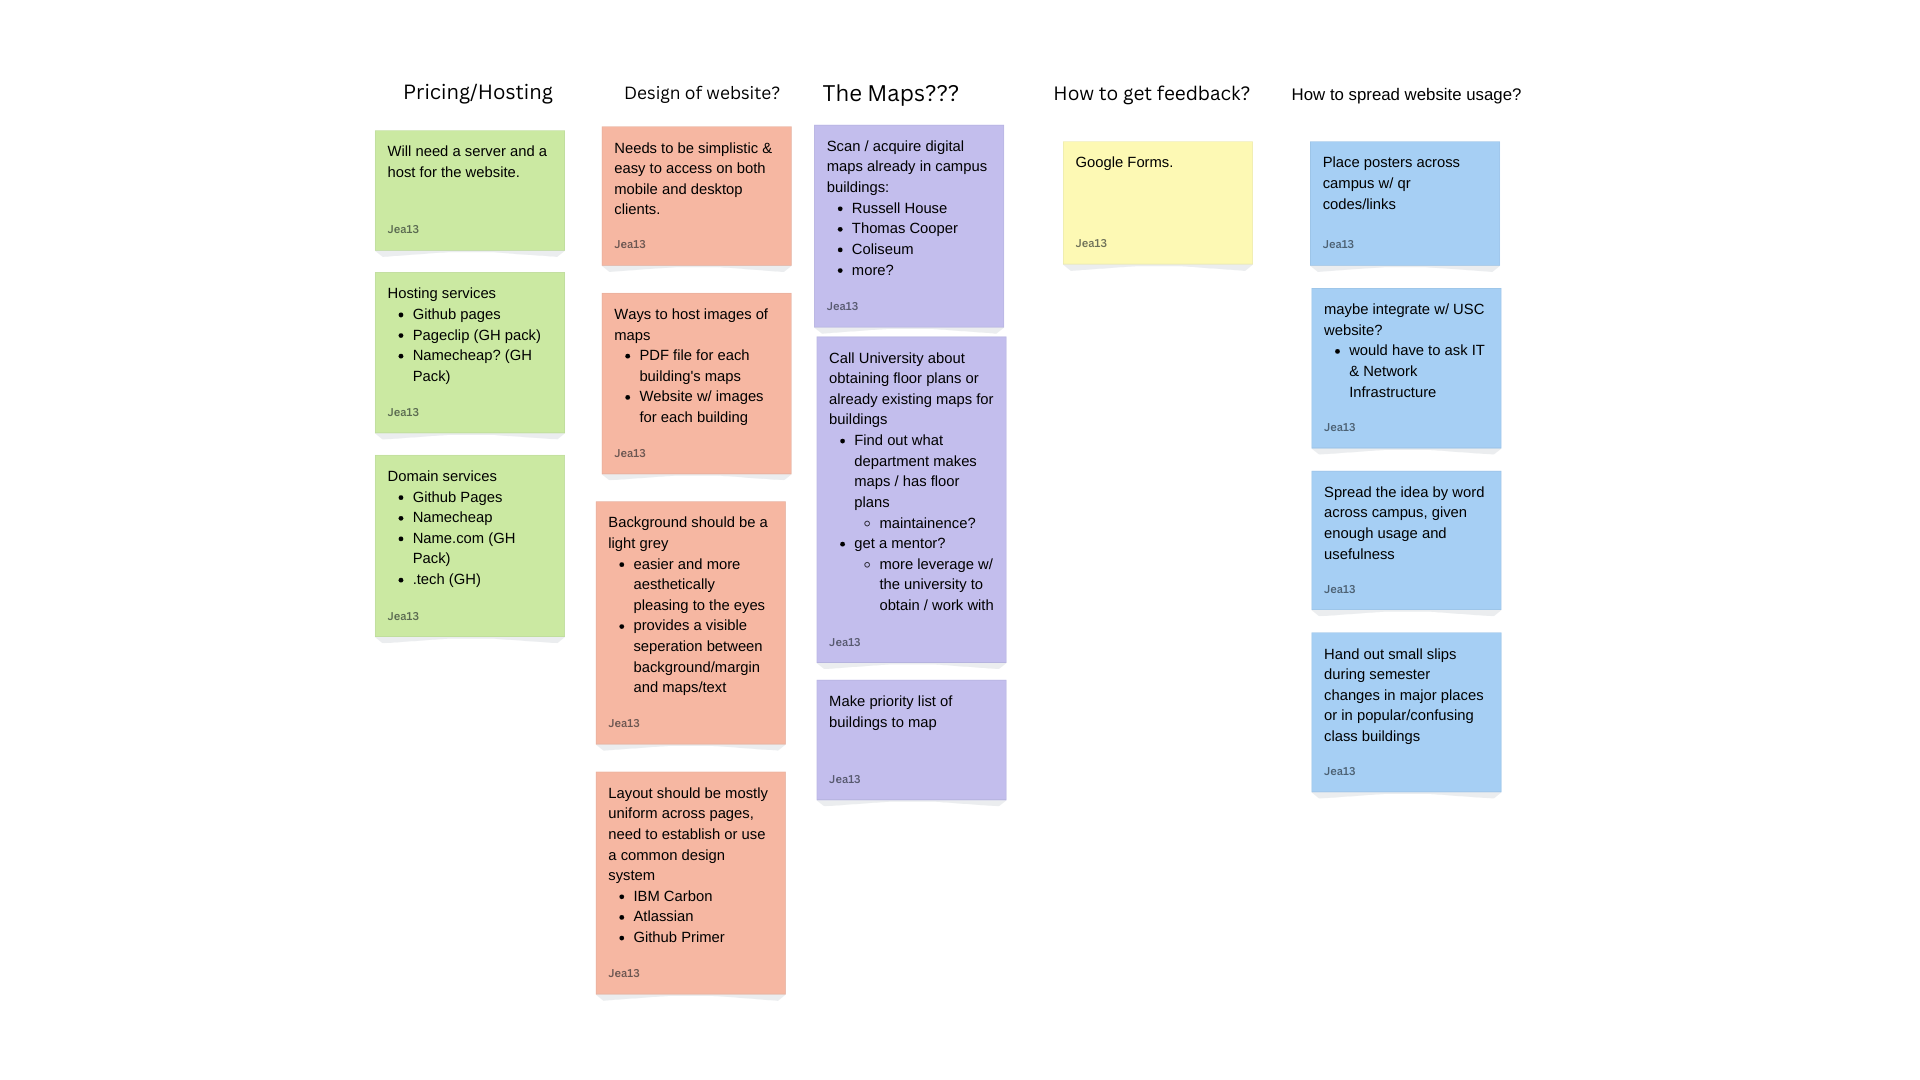 Pricing/Hosting
Will need a server and a
host for the website.
Jea13
Hosting services
• Github pages
• Pageclip (GH pack)
• Namecheap? (GH
Pack)
Jea13
Domain services
• Github Pages
• Namecheap
• Name.com (GH
Pack)
• .tech (GH)
Jea13
Design of website?
Needs to be simplistic &
easy to access on both
mobile and desktop
clients.
Jea13
Ways to host images of
maps
• PDF file for each
building's maps
• Website w/ images
for each building
Jea13
Background should be a
light grey
• easier and more
aesthetically
pleasing to the eyes
• provides a visible
seperation between
background/margin
and maps/text
Jea13
Layout should be mostly
uniform across pages,
need to establish or use
a common design
system
• IBM Carbon
• Atlassian
• Github Primer
Jea13
The Maps???
Scan / acquire digital
maps already in campus
buildings:
• Russell House
• Thomas Cooper
• Coliseum
• more?
Jea13
Call University about
obtaining floor plans or
already existing maps for
buildings
• Find out what
department makes
maps / has floor
plans
◦ maintainence?
• get a mentor?
◦ more leverage w/
the university to
obtain / work with
Jea13
Make priority list of
buildings to map
Jea13
How to get feedback?
Google Forms.
Jea13
How to spread website usage?
Place posters across
campus w/ qr
codes/links
Jea13
maybe integrate w/ USC
website?
• would have to ask IT
& Network
Infrastructure
Jea13
Spread the idea by word
across campus, given
enough usage and
usefulness
Jea13
Hand out small slips
during semester
changes in major places
or in popular/confusing
class buildings
Jea13